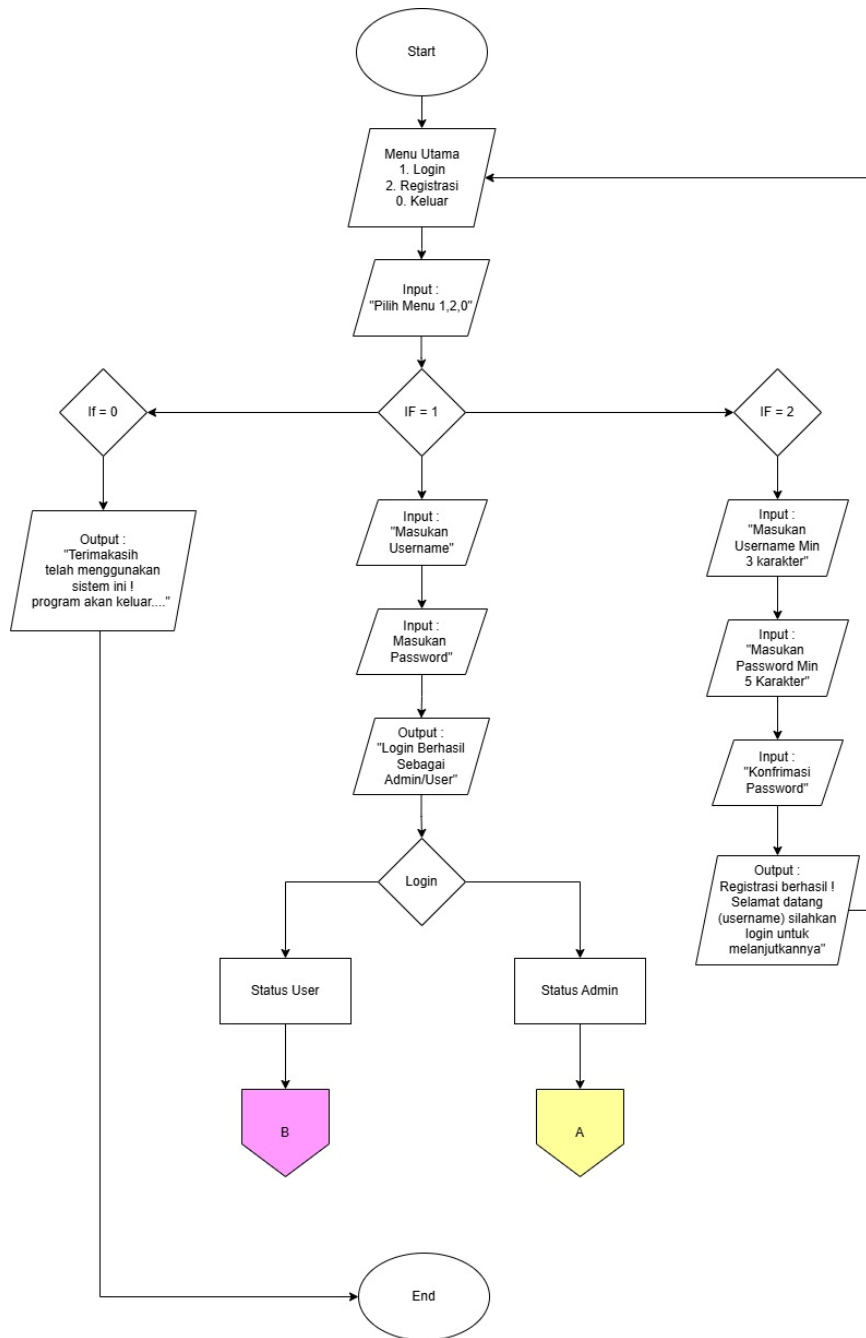 Start
Menu Utama
1. Login
2. Registrasi
0. Keluar
Input :
"Pilih Menu 1,2,0"
If = 0
IF = 1
IF = 2
Output :
"Terimakasih
telah menggunakan
sistem ini !
program akan keluar...."
Input :
"Masukan
Username"
Input :
Masukan
Password"
Output :
"Login Berhasil
Sebagai
Admin/User"
Login
Status User
Status Admin
B
A
Input :
"Masukan
Username Min
3 karakter"
Input :
"Masukan
Password Min
5 Karakter"
Input :
"Konfrimasi
Password"
Output :
Registrasi berhasil !
Selamat datang
(username) silahkan
login untuk
melanjutkannya"
End